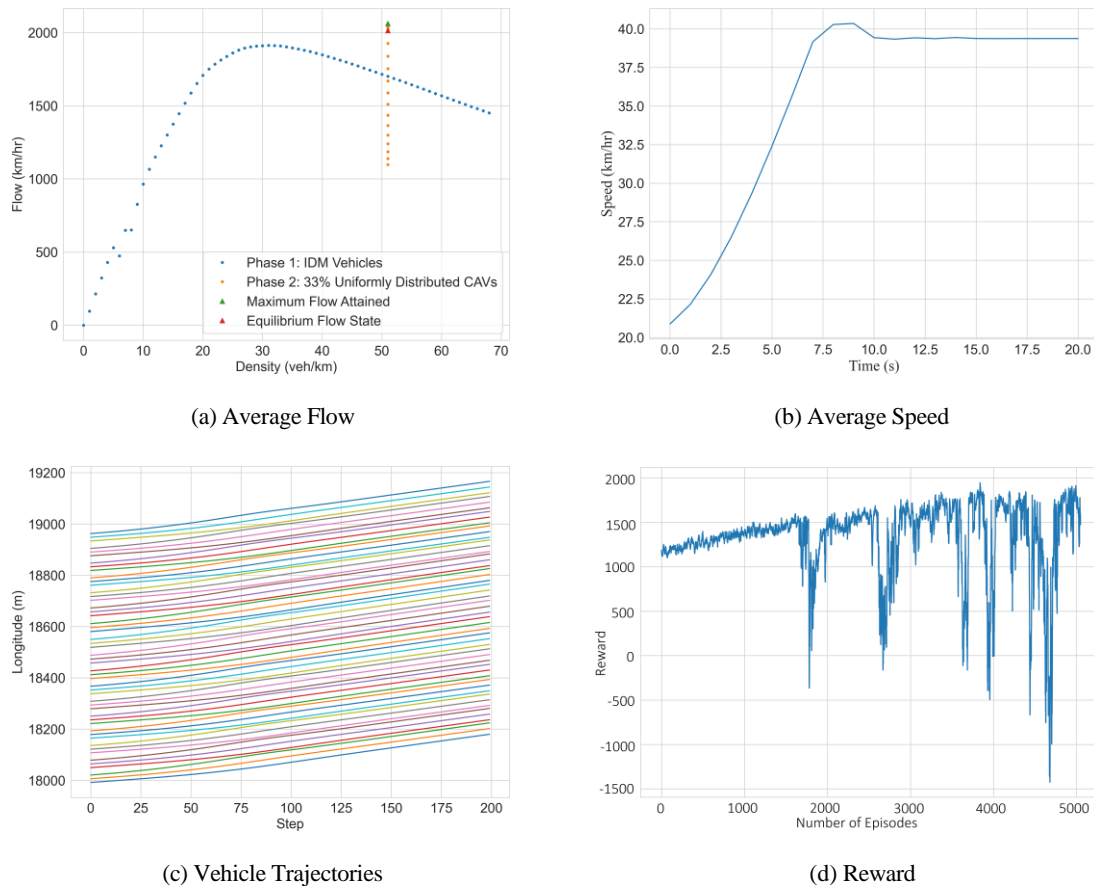 2000
1500
1000
500
0
Flow (km/hr)
Phase 1: IDM Vehicles
Phase 2: 33% Uniformly Distributed CAVs
Maximum Flow Attained
Equilibrium Flow State
0 10 20 30 40 50 60 70
Density (veh/km)
(a) Average Flow
40.0
37.5
35.0
32.5
30.0
27.5
25.0
22.5
20.0
Speed (km/hr)
0.0 2.5 5.0 7.5 10.0 12.5 15.0 17.5 20.0
Time (s)
(b) Average Speed
19200
19000
18800
18600
18400
18200
18000
Longitude (m)
0 25 50 75 100 125 150 175 200
Step
(c) Vehicle Trajectories
2000
1500
1000
500
0
-500
-1000
-1500
Reward
0 1000 2000 3000 4000 5000
Number of Episodes
(d) Reward